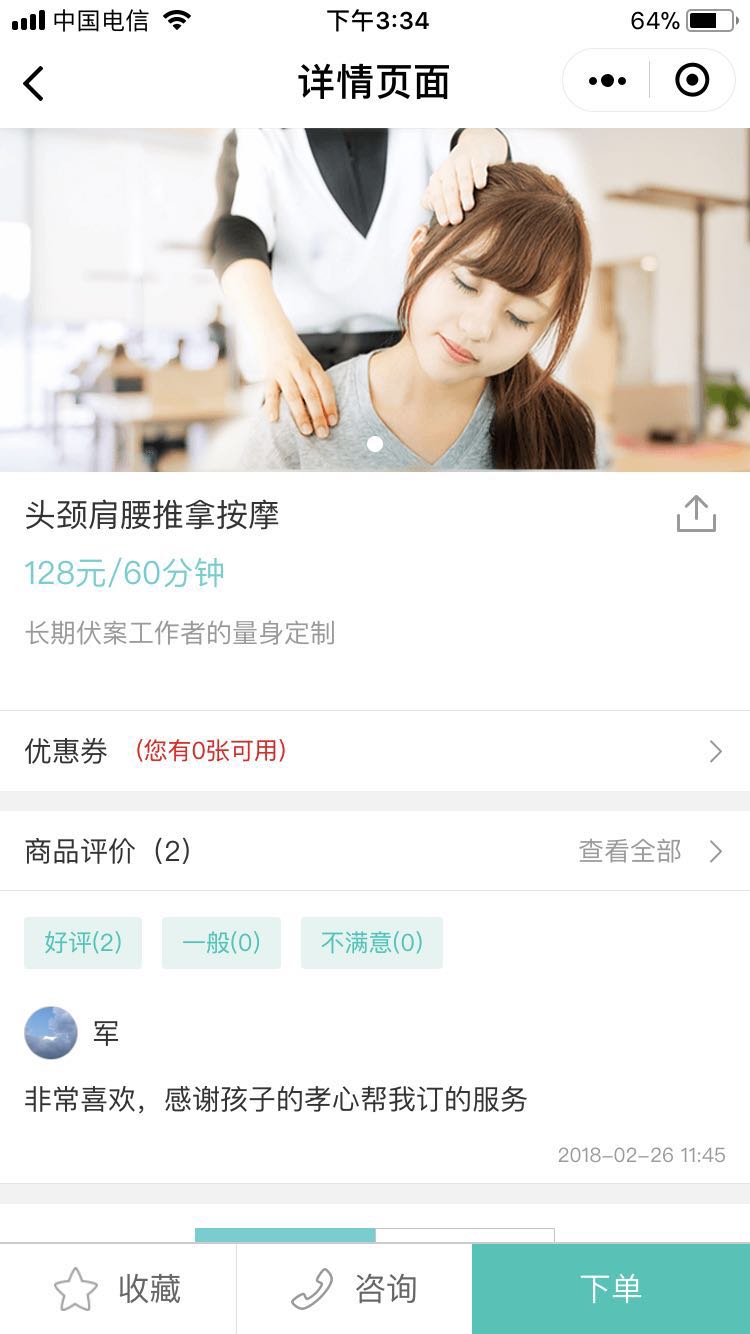 中国电信
下午3:34
64%
详情页面
头颈肩腰推拿按摩
128元/60分钟
长期伏案工作者的量身定制
优惠券 (您有0张可用)
商品评价（2）
查看全部
好评(2)
一般(0)
不满意(0)
军
非常喜欢，感谢孩子的孝心帮我订的服务
2018-02-26 11:45
收藏
咨询
下单